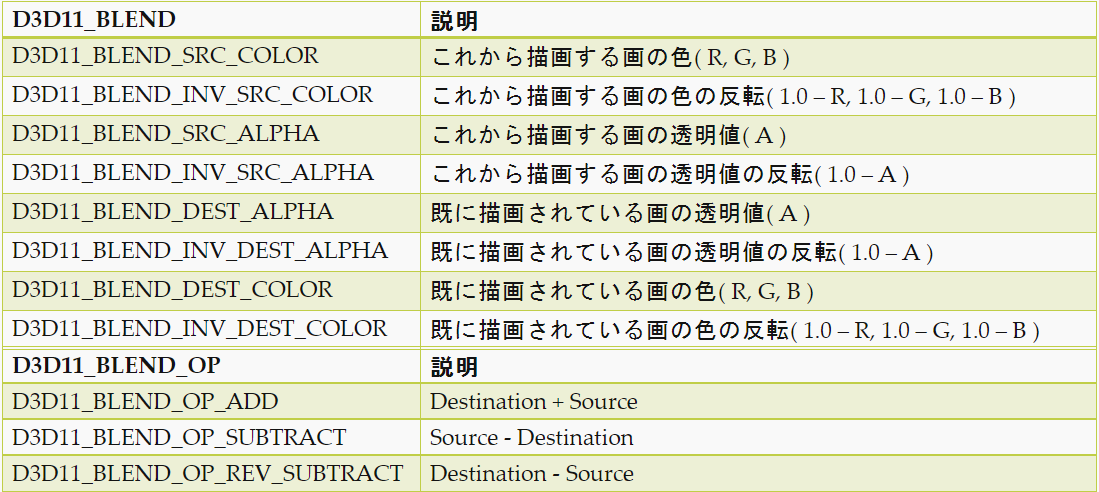 D3D11_BLEND 説明
D3D11_BLEND_SRC_COLOR これから描画する画の色( R, G, B )
D3D11_BLEND_INV_SRC_COLOR これから描画する画の色の反転( 1.0 – R, 1.0 – G, 1.0 – B )
D3D11_BLEND_SRC_ALPHA これから描画する画の透明値( A )
D3D11_BLEND_INV_SRC_ALPHA これから描画する画の透明値の反転( 1.0 – A )
D3D11_BLEND_DEST_ALPHA 既に描画されている画の透明値( A )
D3D11_BLEND_INV_DEST_ALPHA 既に描画されている画の透明値の反転( 1.0 – A )
D3D11_BLEND_DEST_COLOR 既に描画されている画の色( R, G, B )
D3D11_BLEND_INV_DEST_COLOR 既に描画されている画の色の反転( 1.0 – R, 1.0 – G, 1.0 – B )
D3D11_BLEND_OP 説明
D3D11_BLEND_OP_ADD Destination + Source
D3D11_BLEND_OP_SUBTRACT Source - Destination
D3D11_BLEND_OP_REV_SUBTRACT Destination - Source